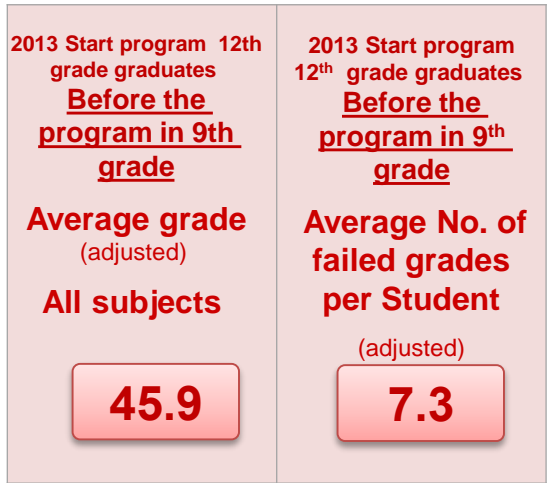 2013 Start program 12th
grade graduates
Before the
program in 9th
grade
Average grade
(adjusted)
All subjects
45.9
2013 Start program
12th grade graduates
Before the
program in 9th
grade
Average No. of
failed grades
per Student
(adjusted)
7.3